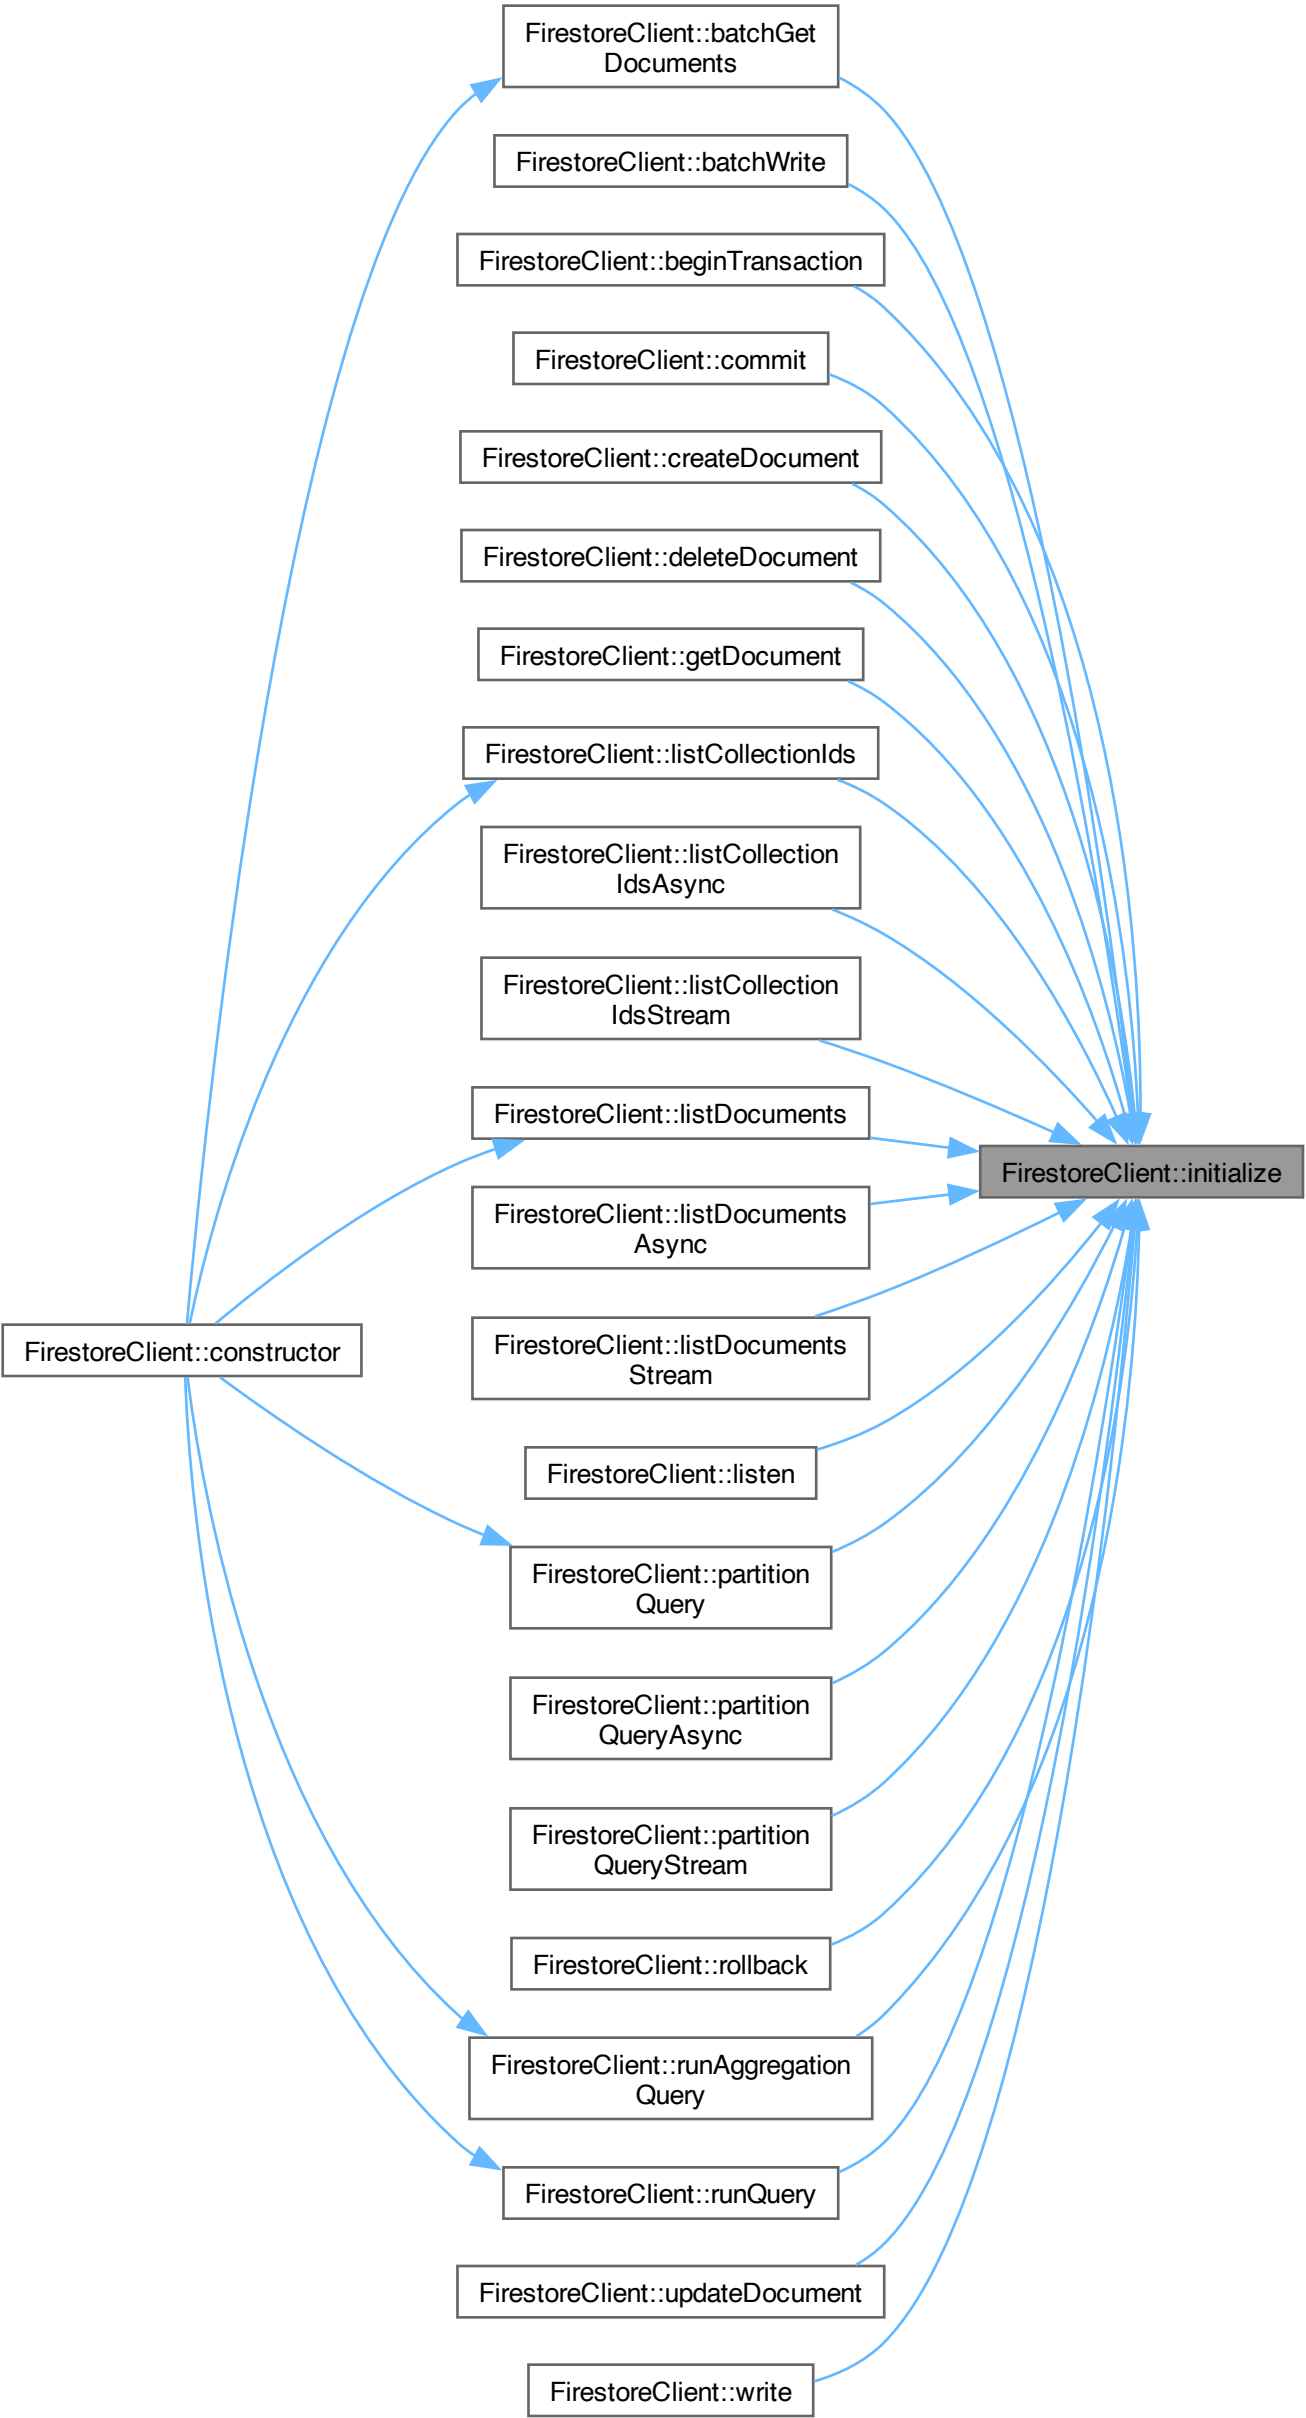 FirestoreClient::batchGet
Documents
FirestoreClient::batchWrite
FirestoreClient::beginTransaction
FirestoreClient::commit
FirestoreClient::createDocument
FirestoreClient::deleteDocument
FirestoreClient::getDocument
FirestoreClient::listCollectionIds
FirestoreClient::listCollection
IdsAsync
FirestoreClient::listCollection
IdsStream
FirestoreClient::listDocuments
FirestoreClient::initialize
FirestoreClient::listDocuments
Async
FirestoreClient::constructor
FirestoreClient::listDocuments
Stream
FirestoreClient::listen
FirestoreClient::partition
Query
FirestoreClient::partition
QueryAsync
FirestoreClient::partition
QueryStream
FirestoreClient::rollback
FirestoreClient::runAggregation
Query
FirestoreClient::runQuery
FirestoreClient::updateDocument
FirestoreClient::write